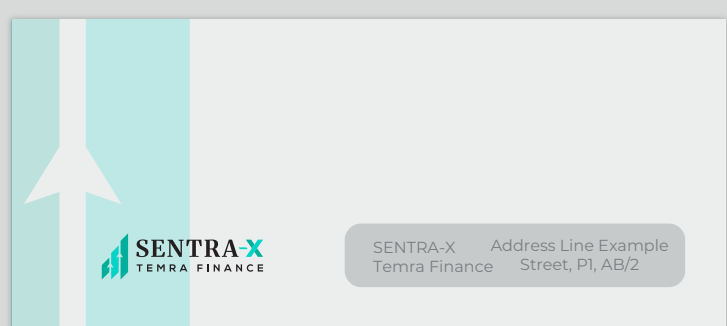 SENTRA-X
TEMRA FINANCE
SENTRA-X
Temra Finance
Address Line Example
Street, P1, AB/2